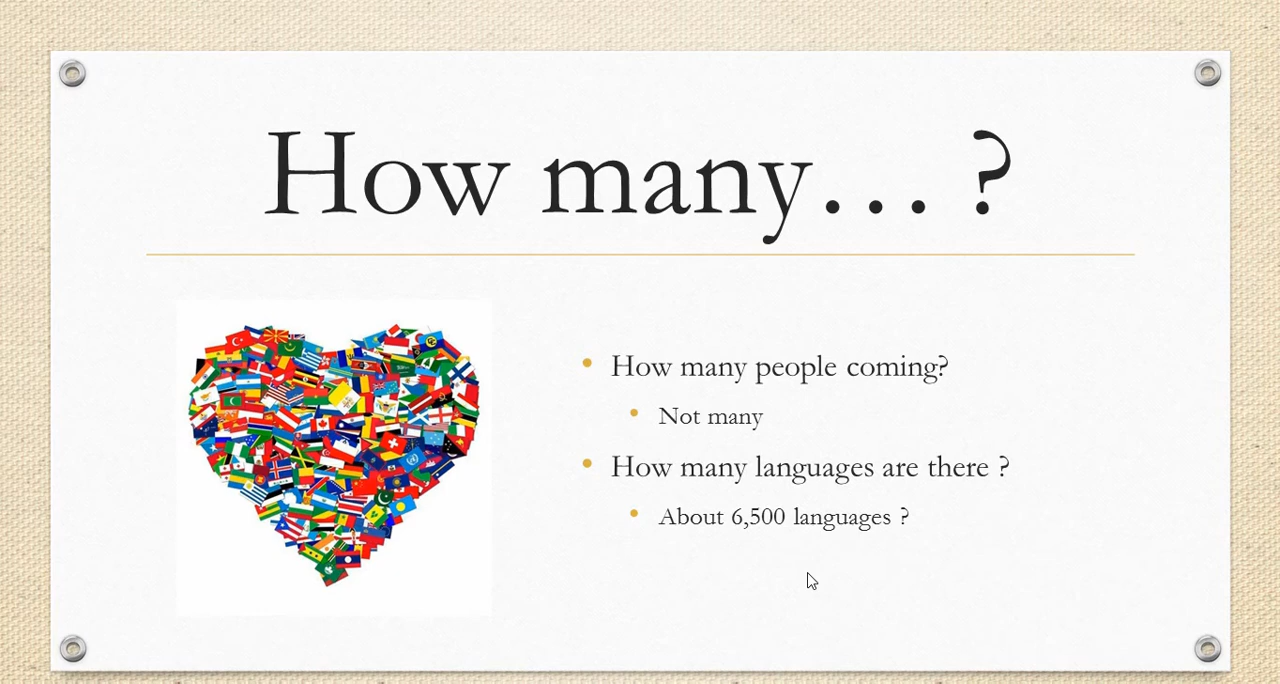 How many… ?
How many people coming?
Not many
How many languages are there ?
About 6,500 languages ?